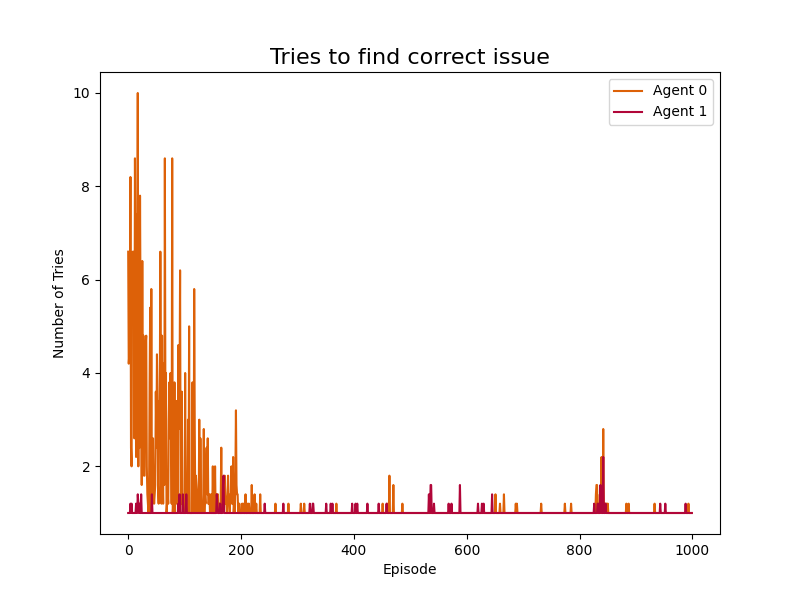 Tries to find correct issue
Agent 0
Agent 1
10
8
6
4
2
Number of Tries
0
200
400
600
800
1000
Episode